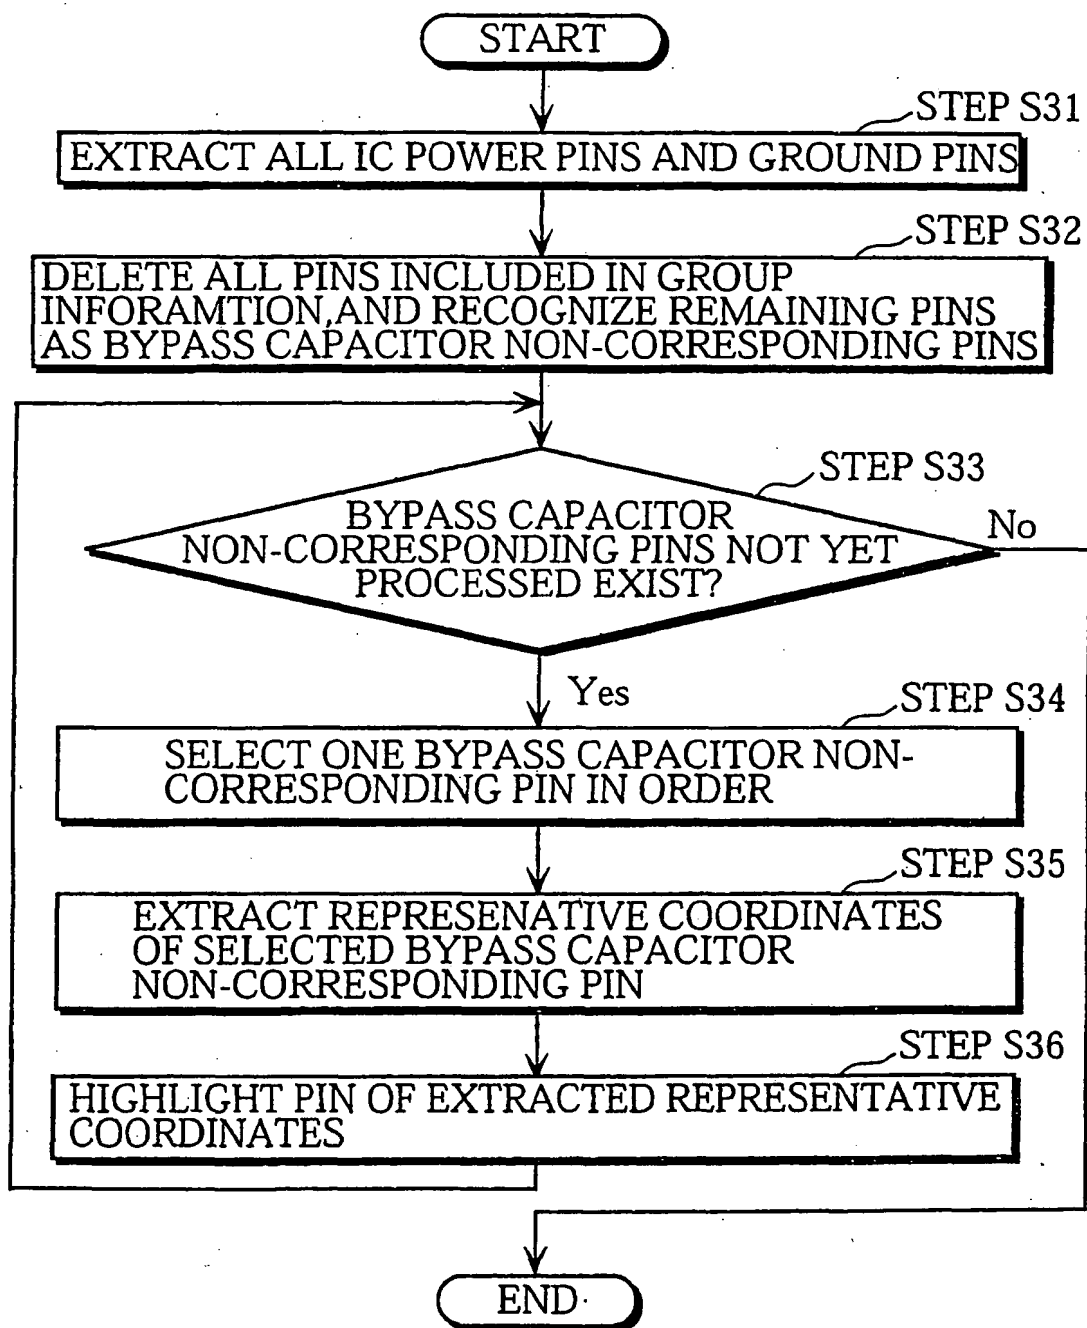 START
STEP S31
EXTRACT ALL IC POWER PINS AND GROUND PINS
STEP S32
DELETE ALL PINS INCLUDED IN GROUP
INFORAMTION,AND RECOGNIZE REMAINING PINS
AS BYPASS CAPACITOR NON-CORRESPONDING PINS
STEP S33
BYPASS CAPACITOR
NON-CORRESPONDING PINS NOT YET
PROCESSED EXIST?
No
Yes
STEP S34
SELECT ONE BYPASS CAPACITOR NON-
CORRESPONDING PIN IN ORDER
STEP S35
EXTRACT REPRESENATIVE COORDINATES
OF SELECTED BYPASS CAPACITOR
NON-CORRESPONDING PIN
STEP S36
HIGHLIGHT PIN OF EXTRACTED REPRESENTATIVE
COORDINATES
END